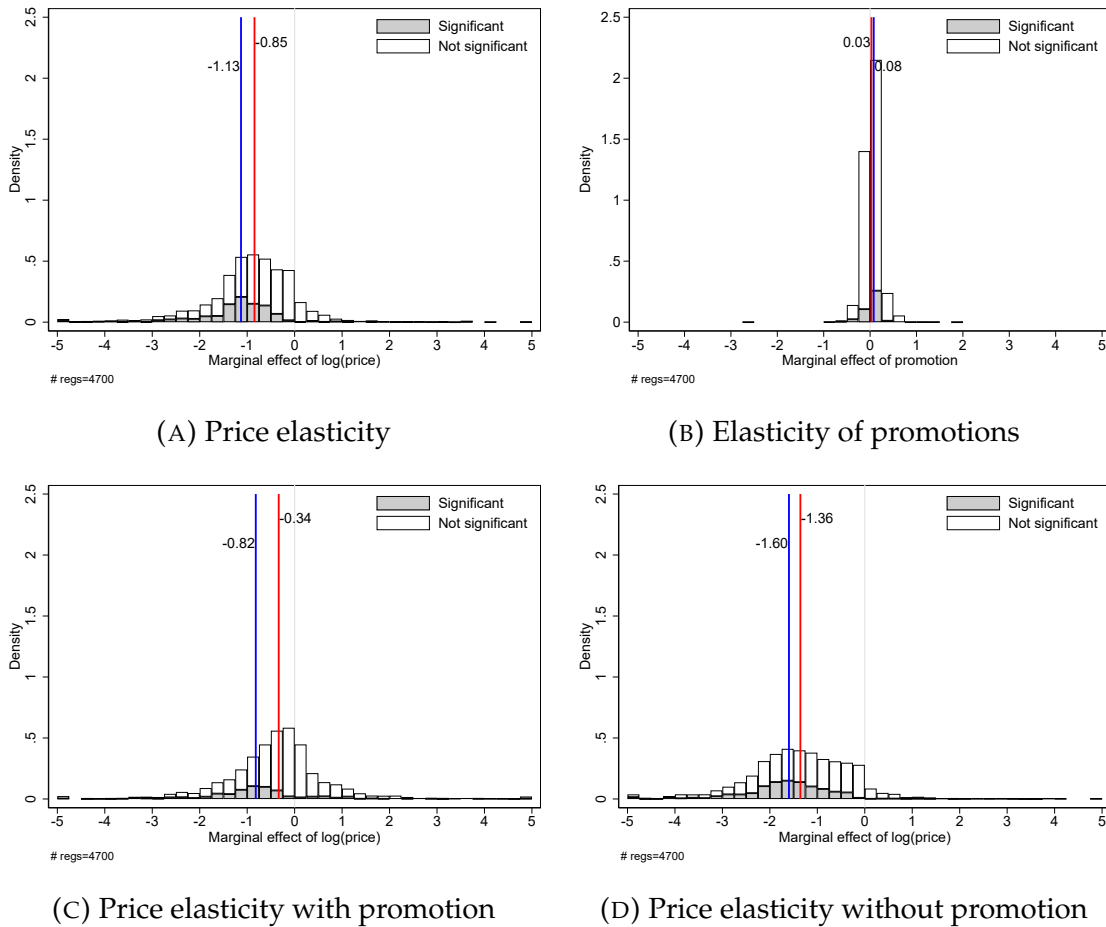 2.5
2
1.5
1
.5
0
Density
Significant
Not significant
-0.85
-1.13
-5 -4 -3 -2 -1 0 1 2 3 4 5
Marginal effect of log(price)
# regs=4700
(A) Price elasticity
2.5
2
1.5
1
.5
0
Density
Significant
Not significant
0.03
0.08
-5 -4 -3 -2 -1 0 1 2 3 4 5
Marginal effect of promotion
# regs=4700
(B) Elasticity of promotions
2.5
2
1.5
1
.5
0
Density
Significant
Not significant
-0.34
-0.82
-5 -4 -3 -2 -1 0 1 2 3 4 5
Marginal effect of log(price)
# regs=4700
(C) Price elasticity with promotion
2.5
2
1.5
1
.5
0
Density
Significant
Not significant
-1.36
-1.60
-5 -4 -3 -2 -1 0 1 2 3 4 5
Marginal effect of log(price)
# regs=4700
(D) Price elasticity without promotion